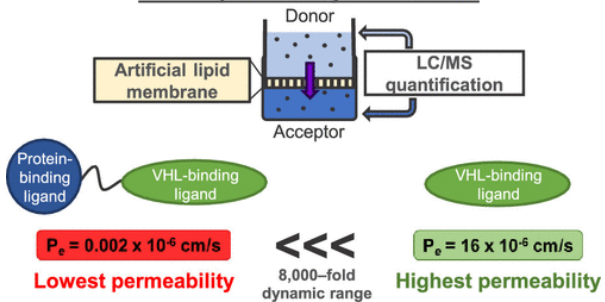 Donor
Artificial lipid
membrane
LC/MS
quantification
Acceptor
Protein-
binding
ligand
VHL-binding
ligand
VHL-binding
ligand
Pₑ = 0.002 x 10⁻⁶ cm/s
<<<
Pₑ = 16 x 10⁻⁶ cm/s
Lowest permeability
8,000–fold
dynamic range
Highest permeability